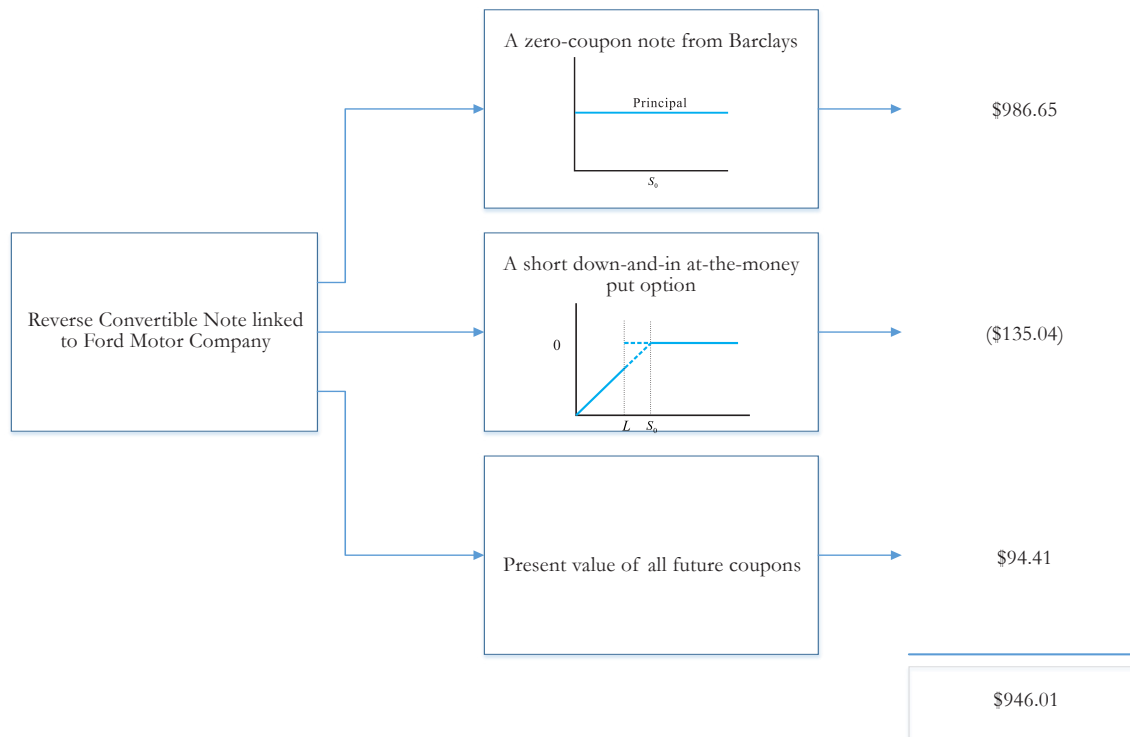 A zero-coupon note from Barclays
Principal
S₀
$986.65
Reverse Convertible Note linked
to Ford Motor Company
A short down-and-in at-the-money
put option
0
L S₀
($135.04)
Present value of all future coupons
$94.41
$946.01